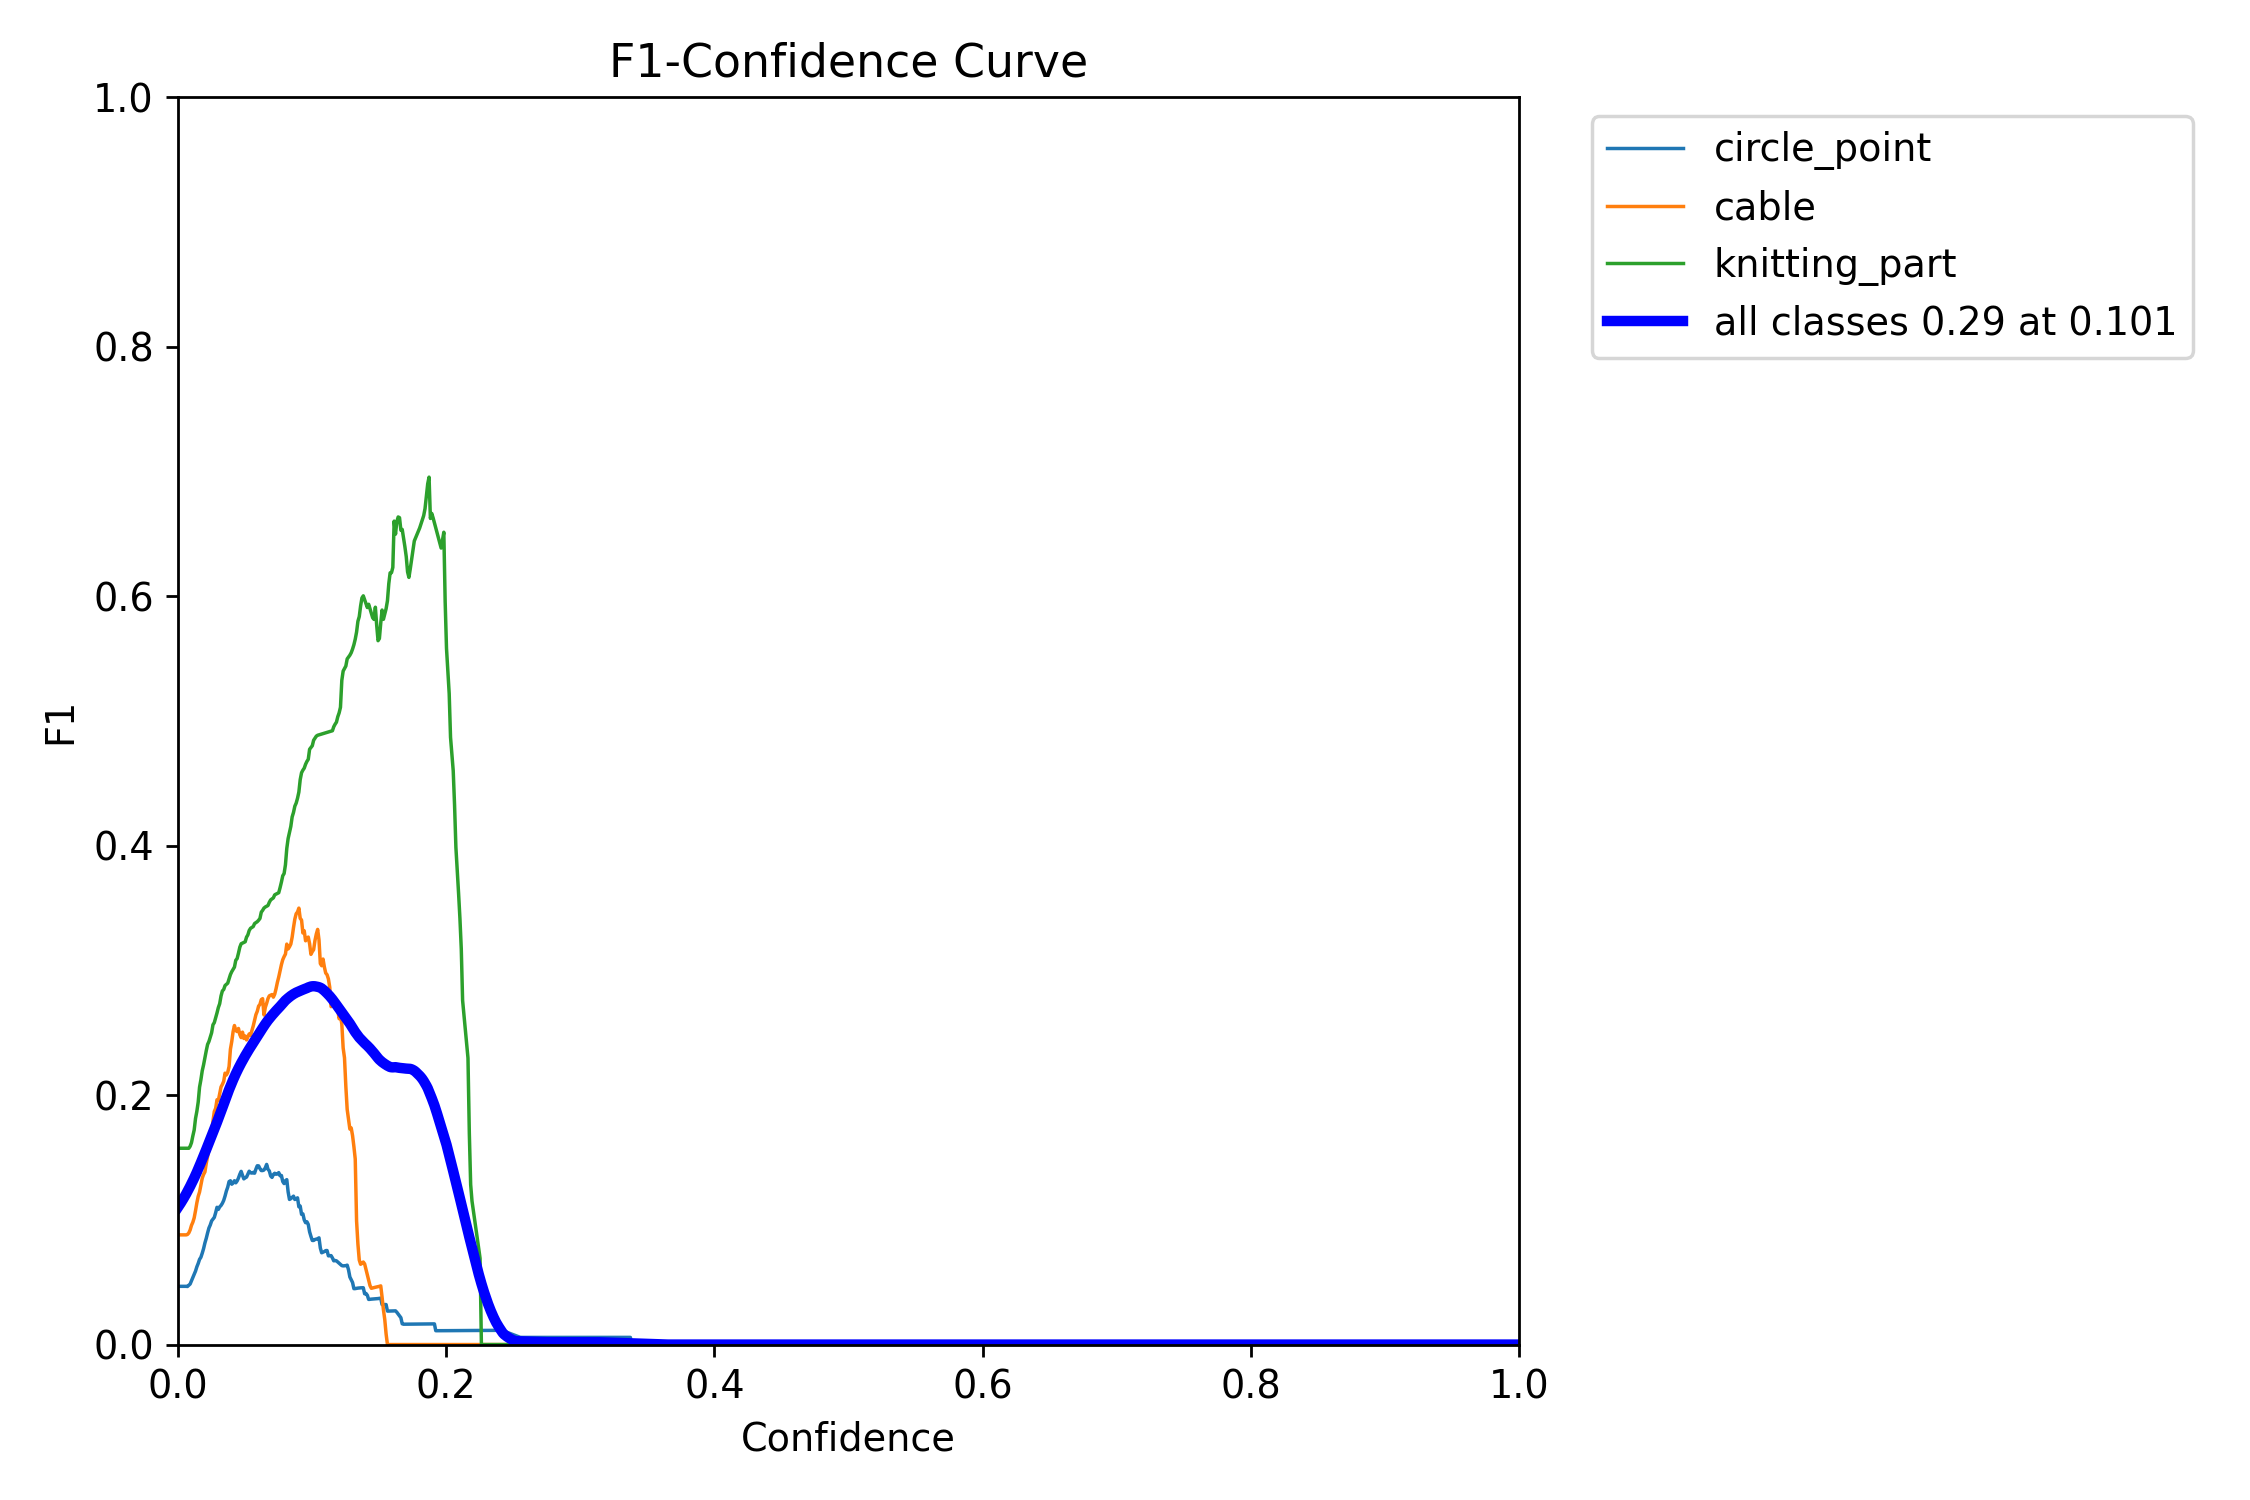 F1-Confidence Curve
1.0
0.8
0.6
0.4
0.2
0.0
F1
0.0 0.2 0.4 0.6 0.8 1.0
Confidence
circle_point
cable
knitting_part
all classes 0.29 at 0.101